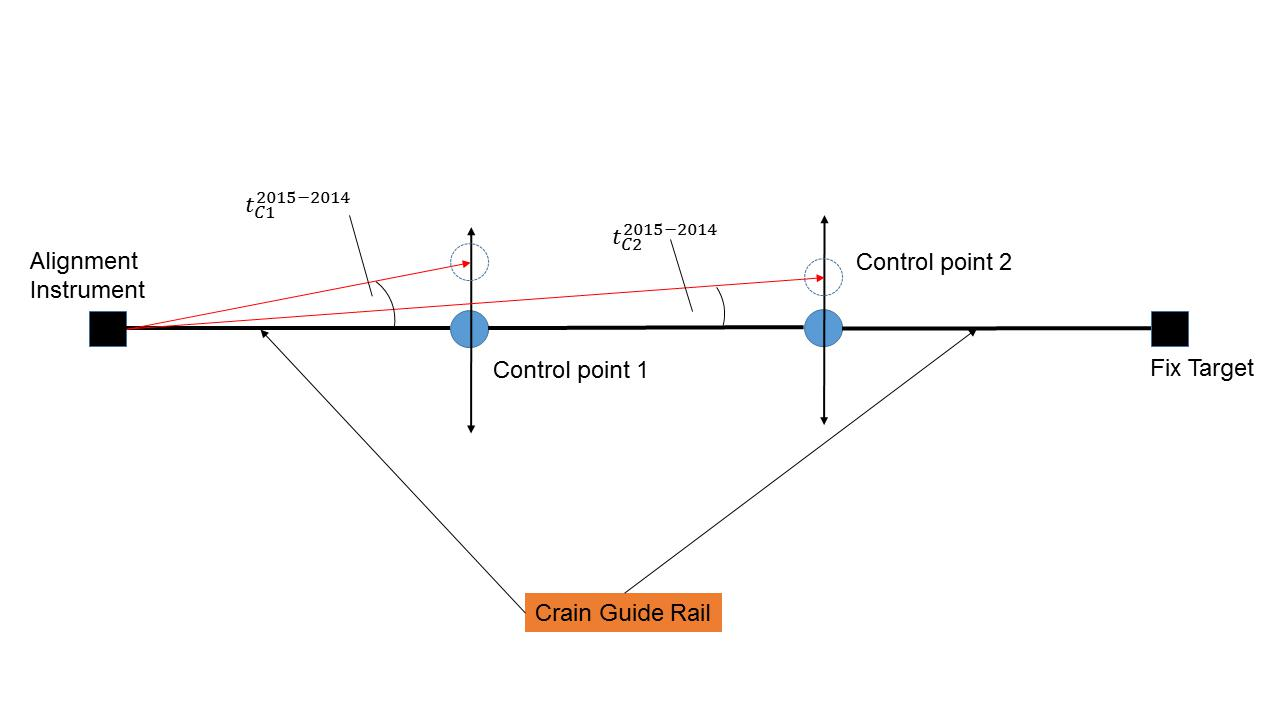 t_{C1}^{2015−2014}
t_{C2}^{2015−2014}
Alignment
Instrument
Control point 2
Control point 1
Fix Target
Crain Guide Rail